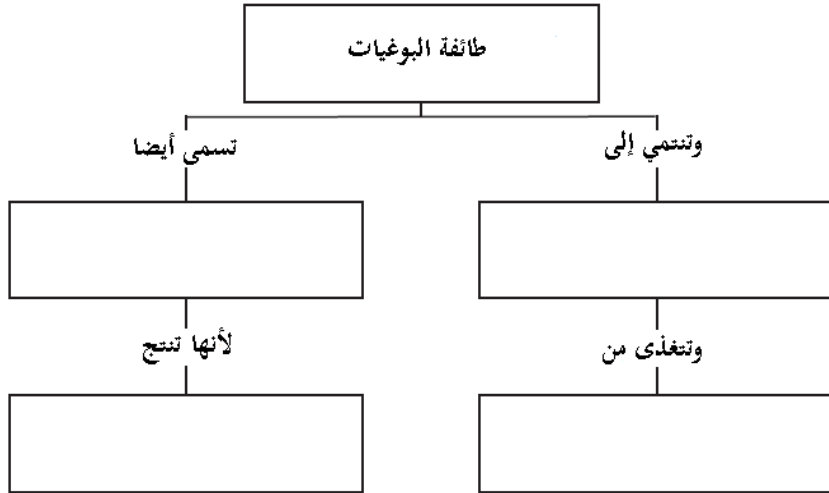 طائفة البوغيات
وتنتمي إلى
تسمى أيضا
وتتغذى من
لأنها تنتج